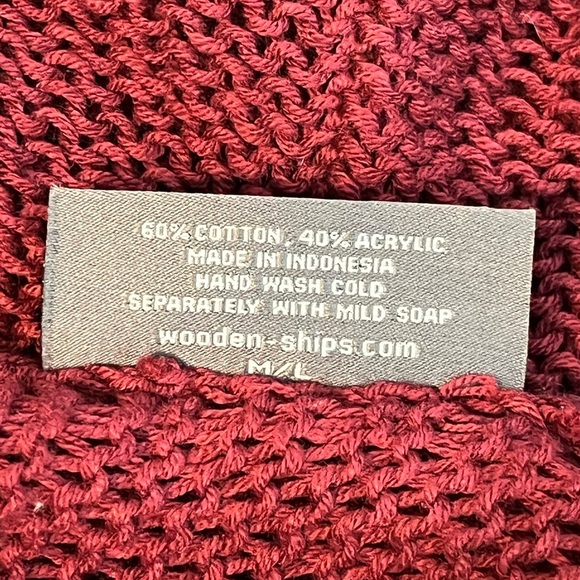 60% COTTON, 40% ACRYLIC
MADE IN INDONESIA
HAND WASH COLD
SEPARATELY WITH MILD SOAP
wooden-ships.com
M/L